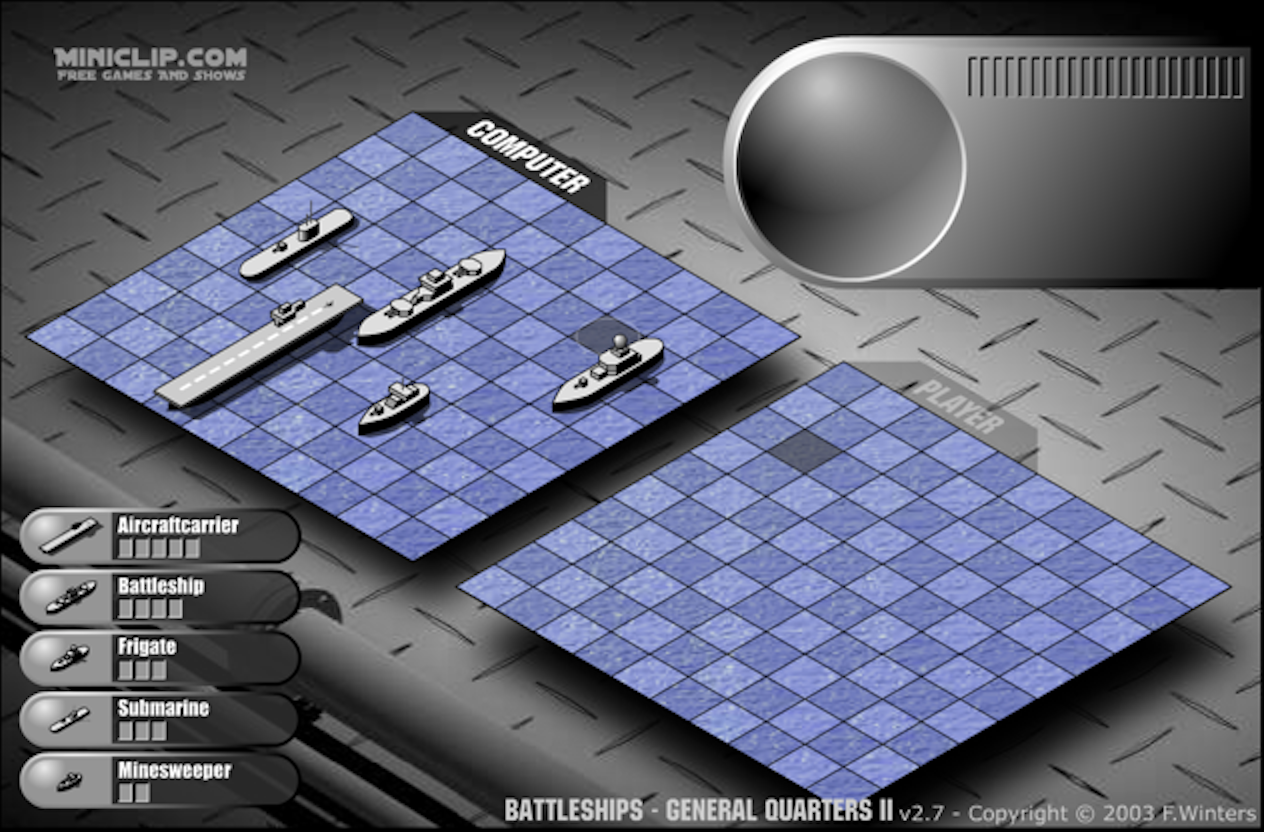 MINICLIP.COM
FREE GAMES AND SHOWS
COMPUTER
PLAYER
Aircraftcarrier
Battleship
Frigate
Submarine
Minesweeper
BATTLESHIPS - GENERAL QUARTERS II v2.7 - Copyright © 2003 F.Winters